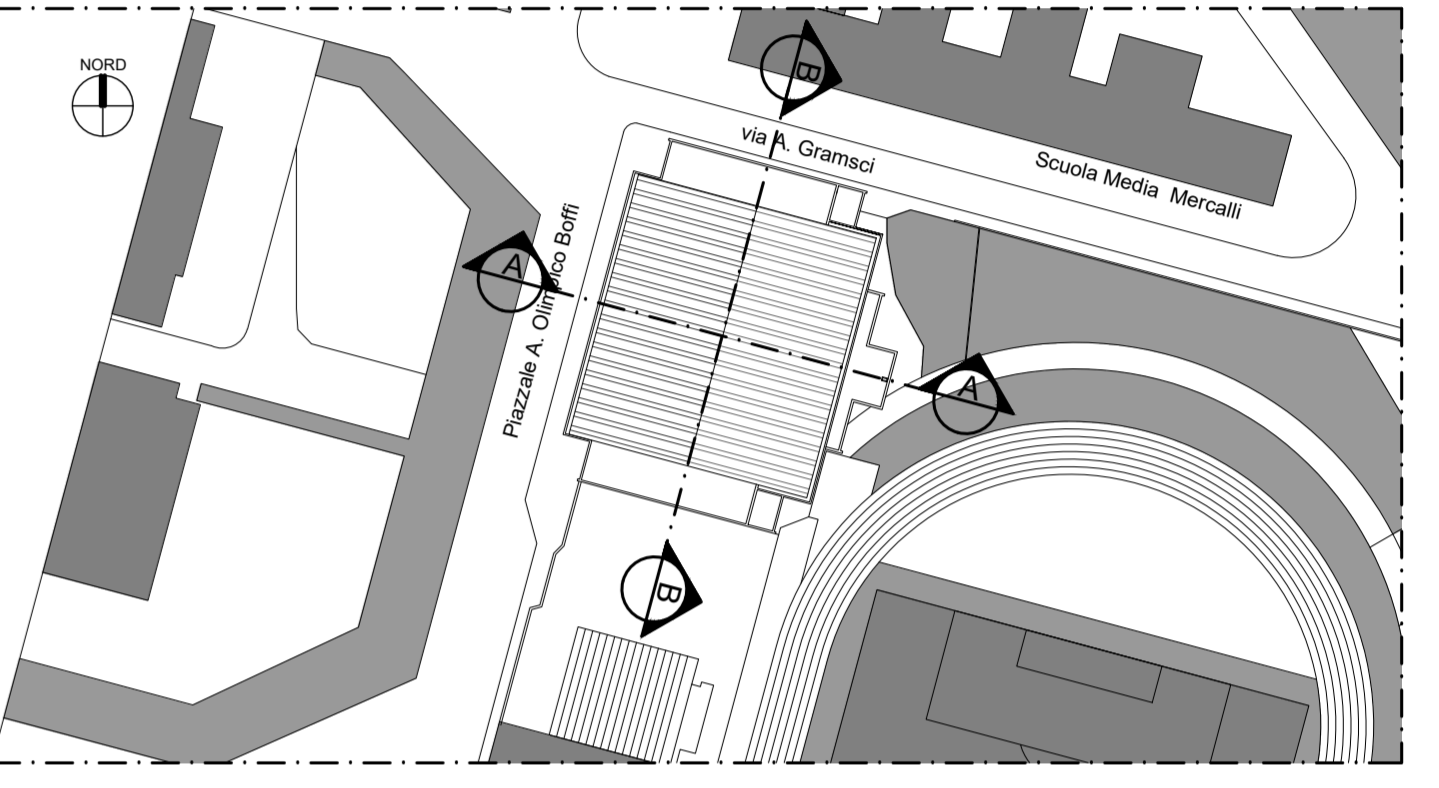 NORD
B
via A. Gramsci
Scuola Media Mercalli
A
Piazzale A. Olimpico Boffi
A
B